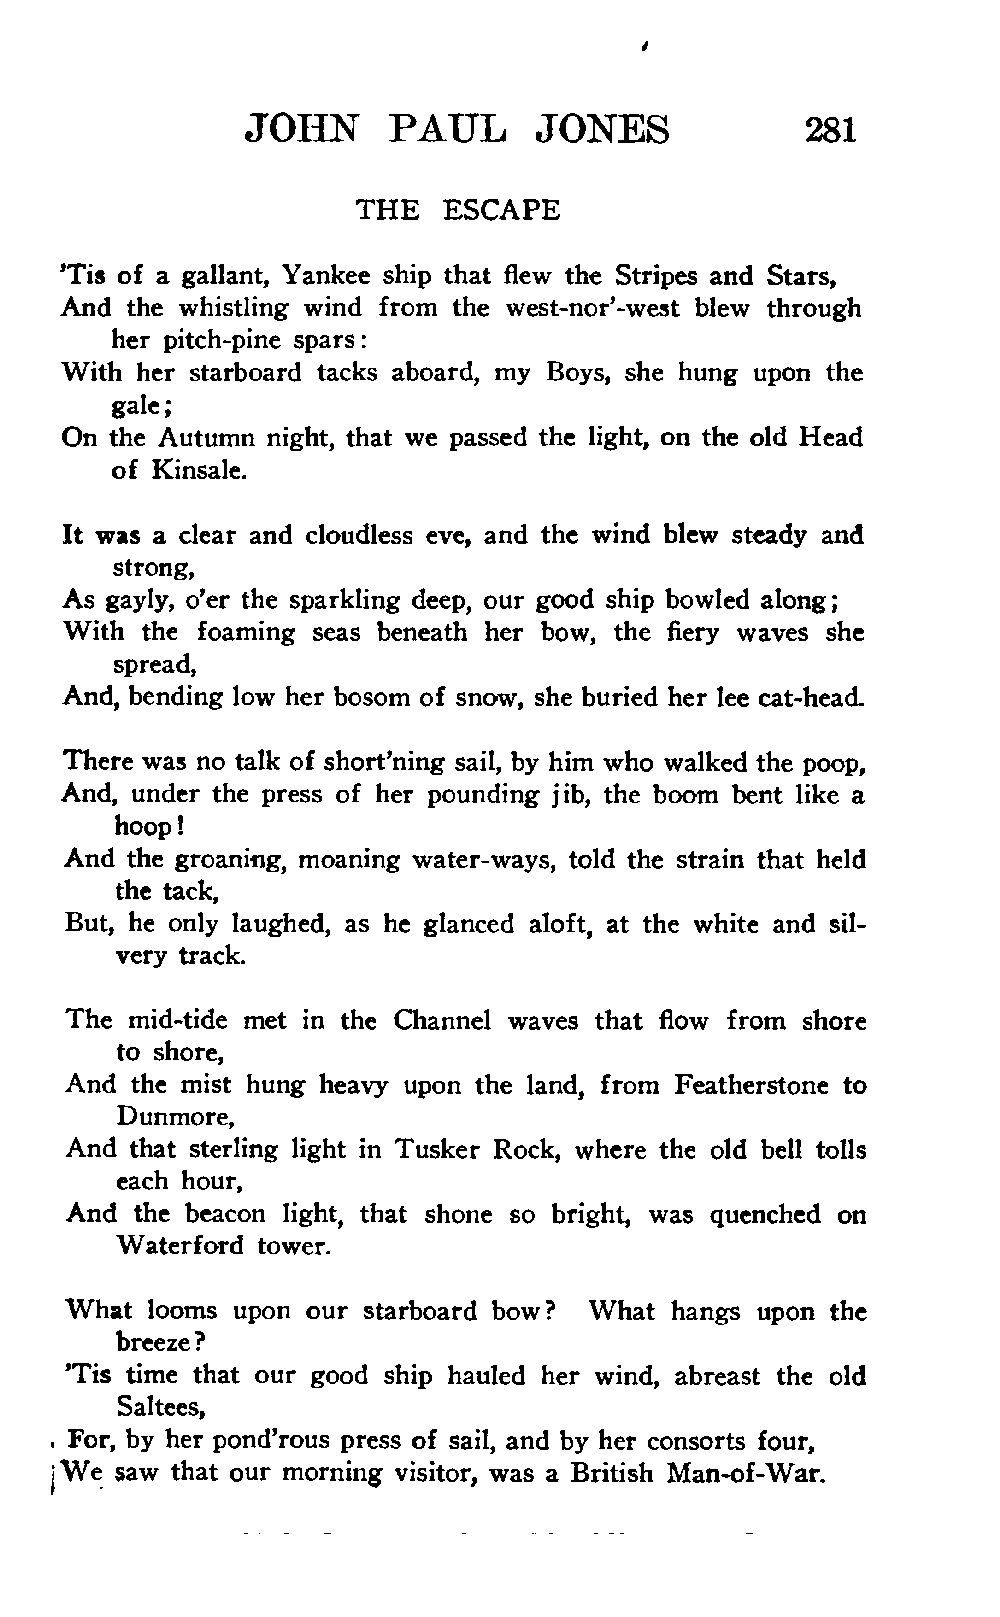 JOHN PAUL JONES 281
THE ESCAPE
'Tis of a gallant, Yankee ship that flew the Stripes and Stars,
And the whistling wind from the west-nor'-west blew through
her pitch-pine spars:
With her starboard tacks aboard, my Boys, she hung upon the
gale;
On the Autumn night, that we passed the light, on the old Head
of Kinsale.
It was a clear and cloudless eve, and the wind blew steady and
strong,
As gayly, o'er the sparkling deep, our good ship bowled along;
With the foaming seas beneath her bow, the fiery waves she
spread,
And, bending low her bosom of snow, she buried her lee cat-head.
There was no talk of short'ning sail, by him who walked the poop,
And, under the press of her pounding jib, the boom bent like a
hoop!
And the groaning, moaning water-ways, told the strain that held
the tack,
But, he only laughed, as he glanced aloft, at the white and sil-
very track.
The mid-tide met in the Channel waves that flow from shore
to shore,
And the mist hung heavy upon the land, from Featherstone to
Dunmore,
And that sterling light in Tusker Rock, where the old bell tolls
each hour,
And the beacon light, that shone so bright, was quenched on
Waterford tower.
What looms upon our starboard bow? What hangs upon the
breeze?
'Tis time that our good ship hauled her wind, abreast the old
Saltees,
For, by her pond'rous press of sail, and by her consorts four,
We saw that our morning visitor, was a British Man-of-War.